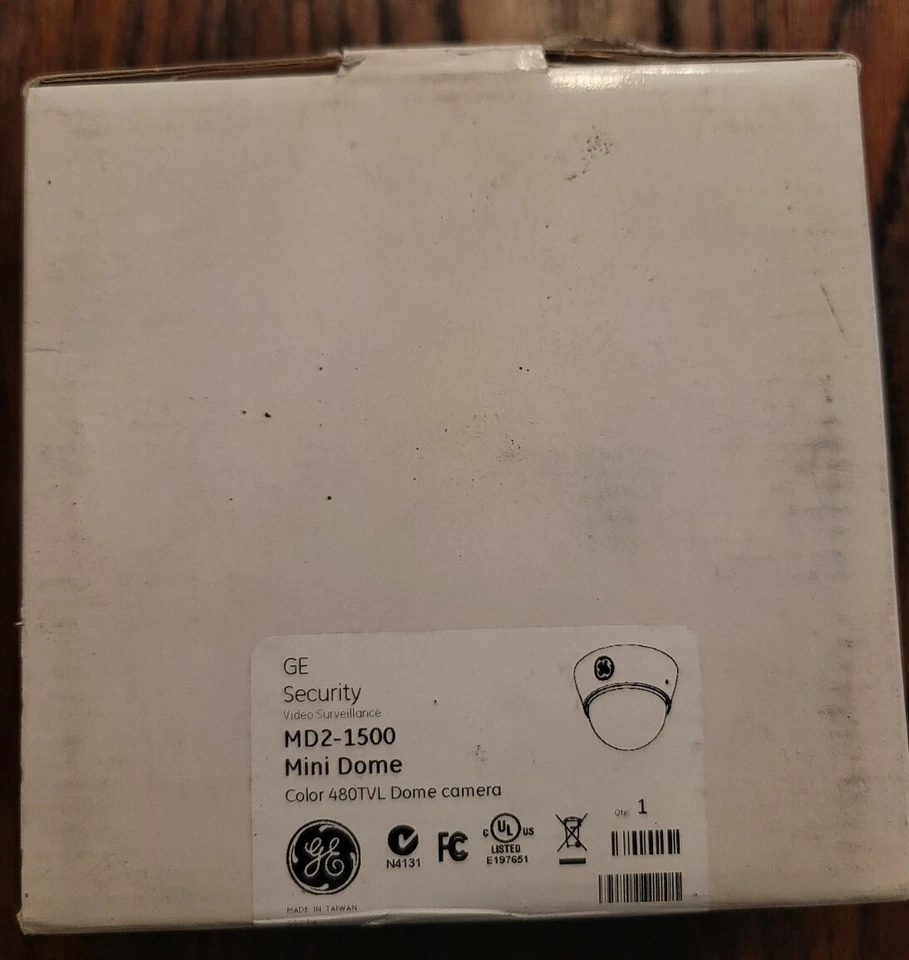 GE
Security
Video Surveillance
MD2-1500
Mini Dome
Color 480TVL Dome camera
Qty: 1
GE
N4131
FC
C UL US
LISTED
E197651
MADE IN TAIWAN